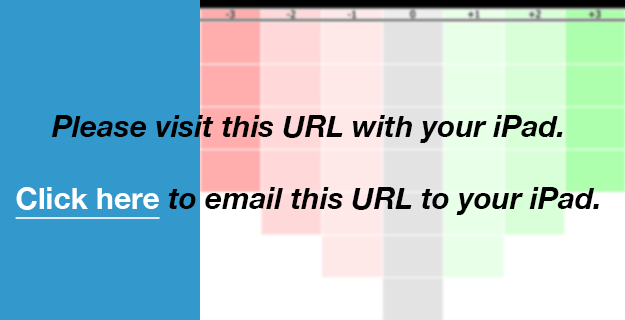 -3 -2 -1 0 +1 +2 +3
Please visit this URL with your iPad.
Click here to email this URL to your iPad.